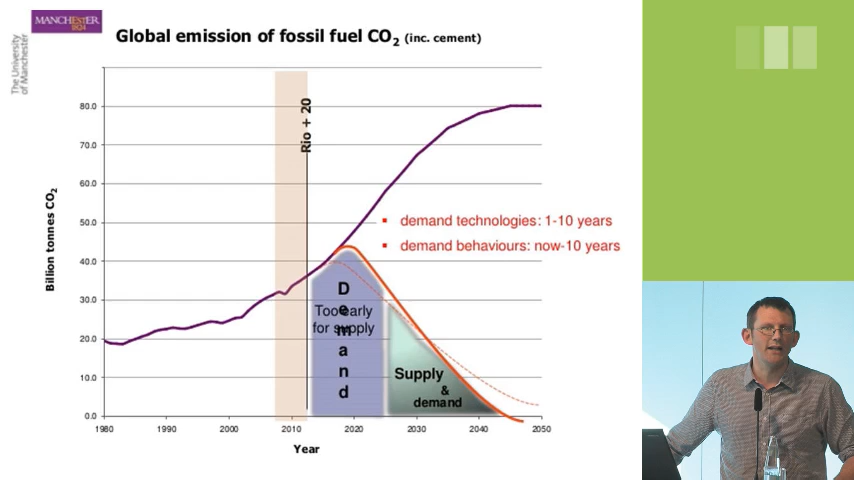 MANCHESTER
1824
The University
of Manchester
Global emission of fossil fuel CO2 (inc. cement)
Billion tonnes CO2
80.0
70.0
60.0
50.0
40.0
30.0
20.0
10.0
0.0
Rio + 20
demand technologies: 1-10 years
demand behaviours: now-10 years
Demand
Too early
for supply
Supply
&
demand
1980
1990
2000
2010
2020
2030
2040
2050
Year